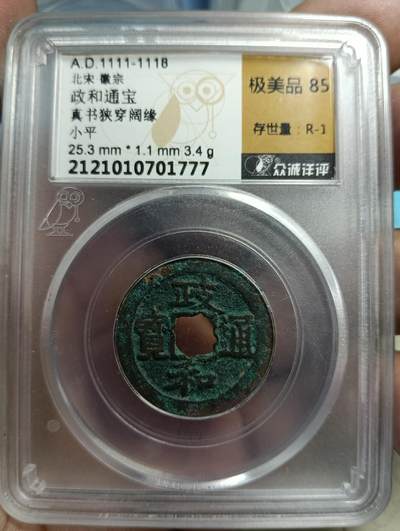 A.D.1111-1118
北宋 徽宗
政和通宝
真书狭穿阔缘
小平
25.3 mm * 1.1 mm 3.4 g
2121010701777
极美品 85
存世量：R-1
众诚评评
政
和
通
寳